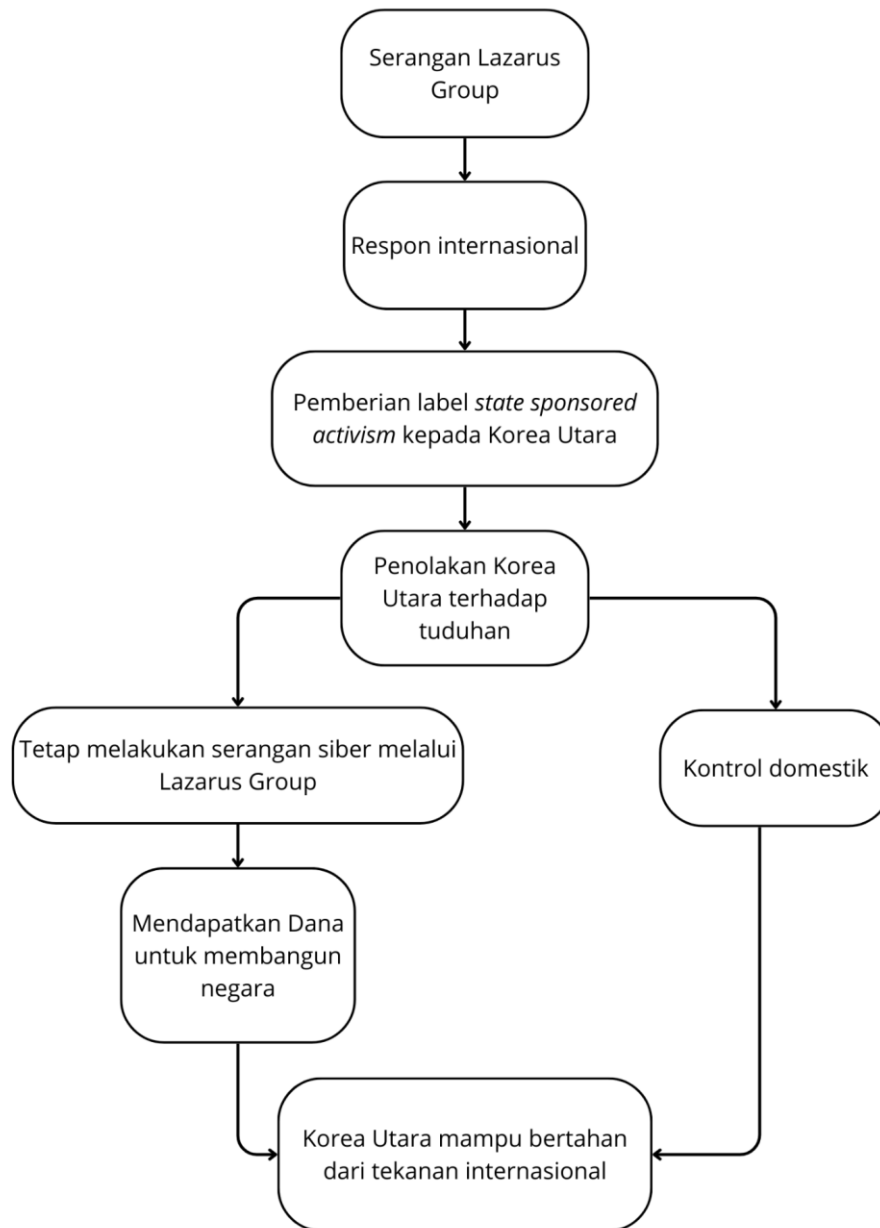 Serangan Lazarus
Group
Respon internasional
Pemberian label state sponsored
activism kepada Korea Utara
Penolakan Korea
Utara terhadap
tuduhan
Tetap melakukan serangan siber melalui
Lazarus Group
Kontrol domestik
Mendapatkan Dana
untuk membangun
negara
Korea Utara mampu bertahan
dari tekanan internasional